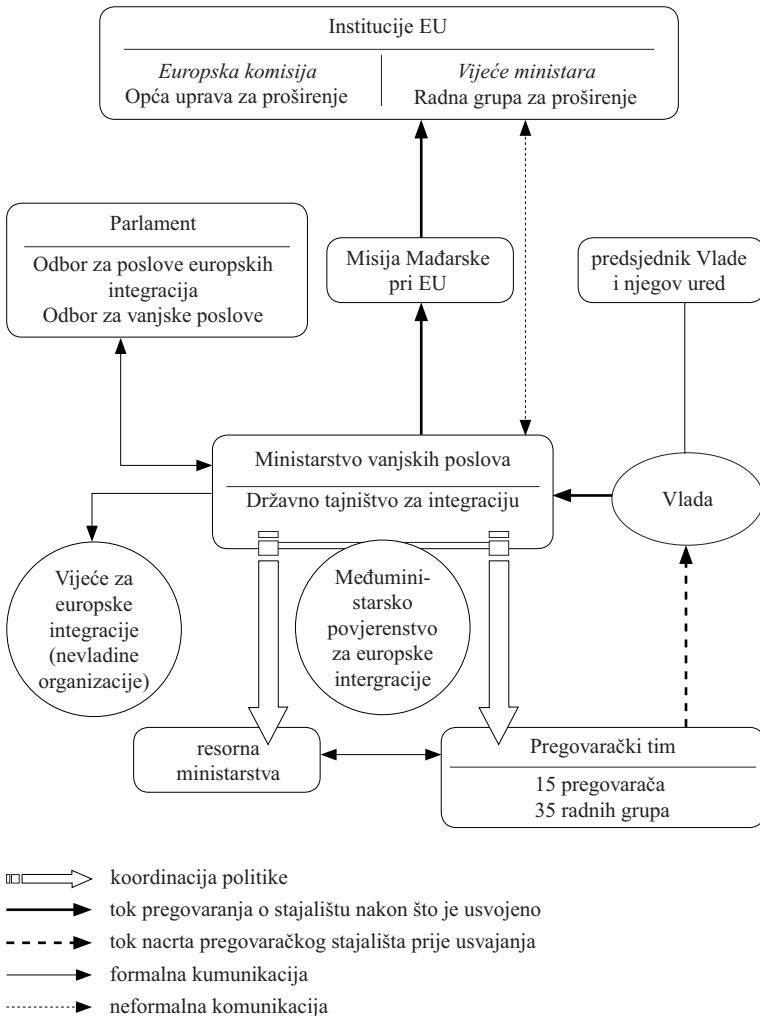 Institucije EU
Europska komisija
Opća uprava za proširenje
Vijeće ministara
Radna grupa za proširenje
Parlament
Odbor za poslove europskih
integracija
Odbor za vanjske poslove
Misija Mađarske
pri EU
predsjednik Vlade
i njegov ured
Ministarstvo vanjskih poslova
Državno tajništvo za integraciju
Vlada
Vijeće za
europske
integracije
(nevladine
organizacije)
Međumini-
starsko
povjerenstvo
za europske
intergracije
resorna
ministarstva
Pregovarački tim
15 pregovarača
35 radnih grupa
koordinacija politike
tok pregovaranja o stajalištu nakon što je usvojeno
tok nacrta pregovaračkog stajališta prije usvajanja
formalna kumunikacija
neformalna komunikacija